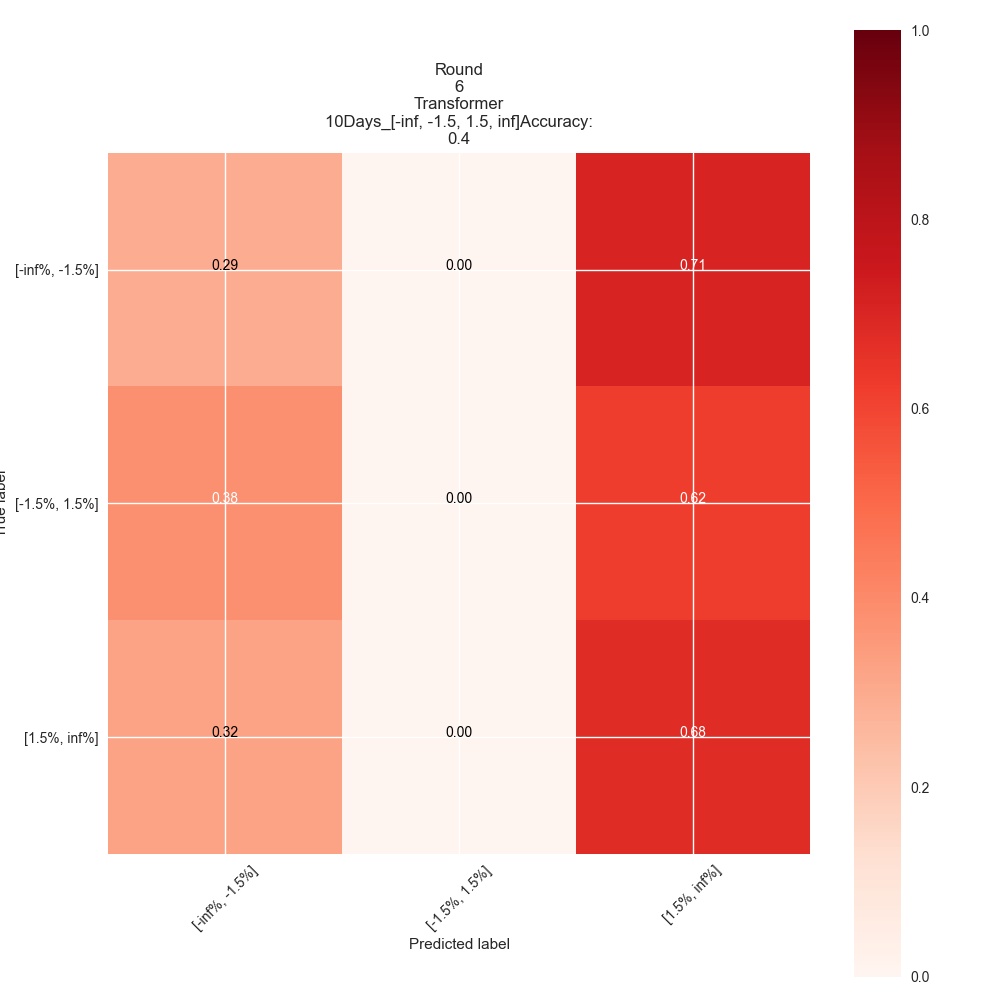 Round
6
Transformer
10Days_[-inf, -1.5, 1.5, inf]Accuracy:
0.4
1.0
0.8
0.6
0.4
0.2
0.0
[-inf%, -1.5%]
0.29
0.00
0.71
[-1.5%, 1.5%]
0.38
0.00
0.62
[1.5%, inf%]
0.32
0.00
0.68
[-inf%, -1.5%]
[-1.5%, 1.5%]
[1.5%, inf%]
Predicted label
True label